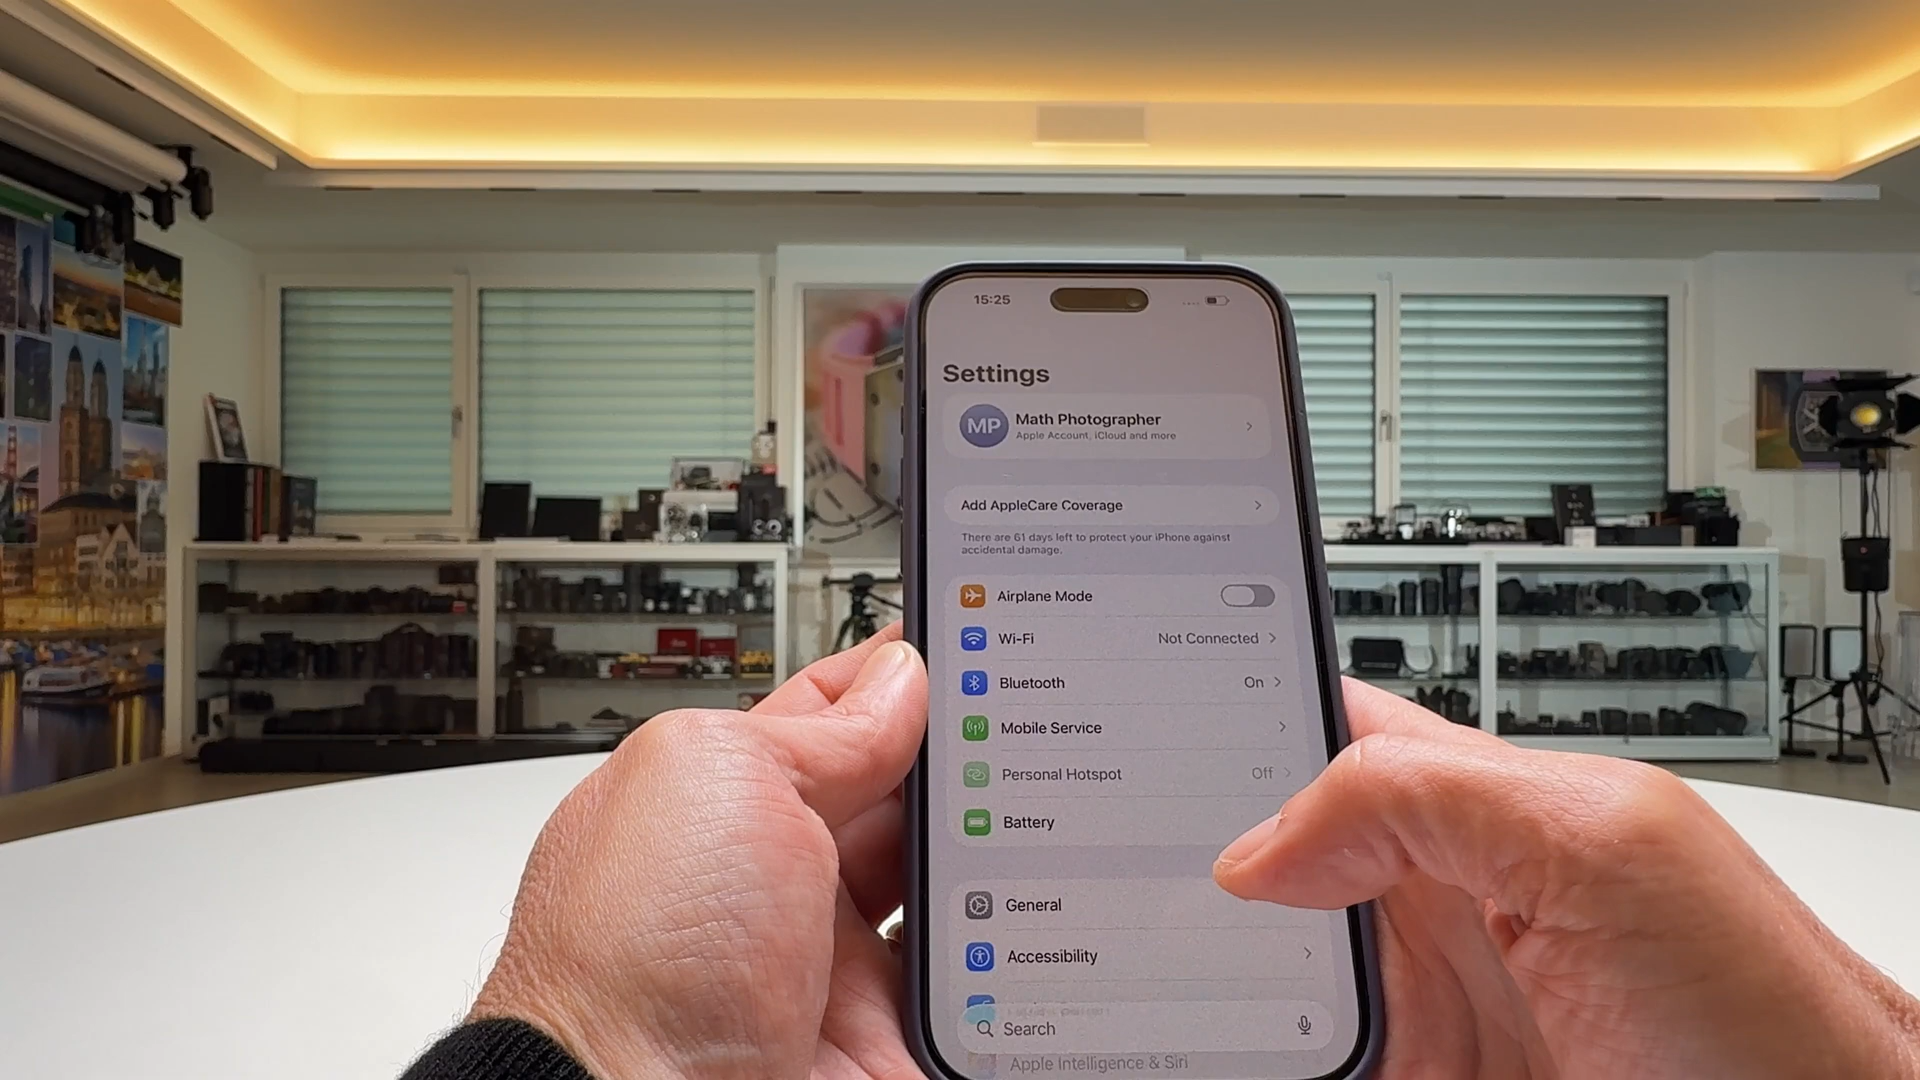 15:25
Settings
MP
Math Photographer
Apple Account, iCloud and more
Add AppleCare Coverage
There are 61 days left to protect your iPhone against
accidental damage.
Airplane Mode
Wi-Fi
Not Connected
Bluetooth
On
Mobile Service
Personal Hotspot
Off
Battery
General
Accessibility
Search
Apple Intelligence & Siri